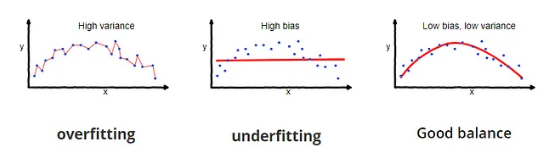 High variance
y
x
overfitting
High bias
y
x
underfitting
Low bias, low variance
y
x
Good balance